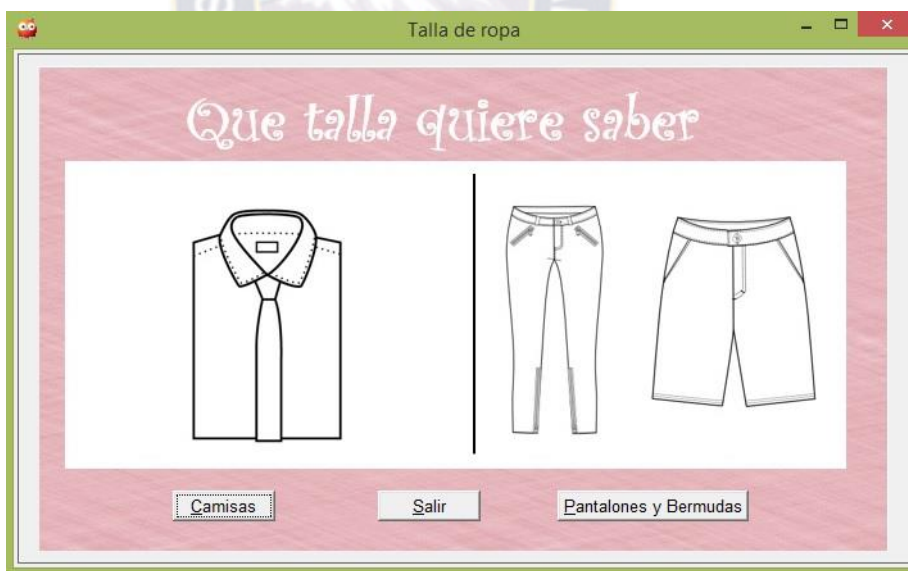 Talla de ropa
Que talla quiere saber
Camisas
Salir
Pantalones y Bermudas